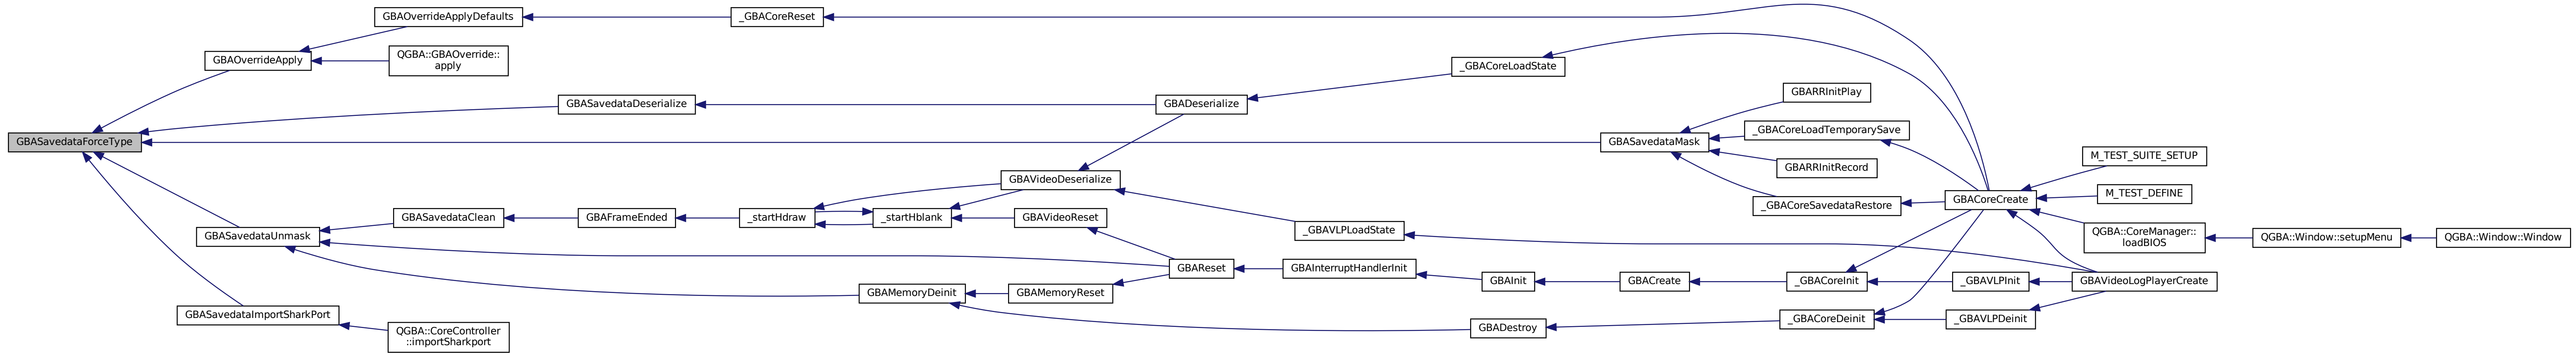 GBASavedataForceType
GBAOverrideApply
GBAOverrideApplyDefaults
_GBACoreReset
QGBA::GBAOverride::
apply
GBASavedataDeserialize
GBADeserialize
_GBACoreLoadState
GBASavedataMask
GBARRInitPlay
_GBACoreLoadTemporarySave
GBARRInitRecord
_GBACoreSavedataRestore
GBACoreCreate
M_TEST_SUITE_SETUP
M_TEST_DEFINE
QGBA::CoreManager::
loadBIOS
QGBA::Window::setupMenu
QGBA::Window::Window
GBAVideoLogPlayerCreate
GBAVideoDeserialize
_GBAVLPLoadState
GBASavedataUnmask
GBASavedataClean
GBAFrameEnded
_startHdraw
_startHblank
GBAVideoReset
GBAReset
GBAInterruptHandlerInit
GBAInit
GBACreate
_GBACoreInit
_GBAVLPInit
GBAMemoryDeinit
GBAMemoryReset
GBADestroy
_GBACoreDeinit
_GBAVLPDeinit
GBASavedataImportSharkPort
QGBA::CoreController
::importSharkport